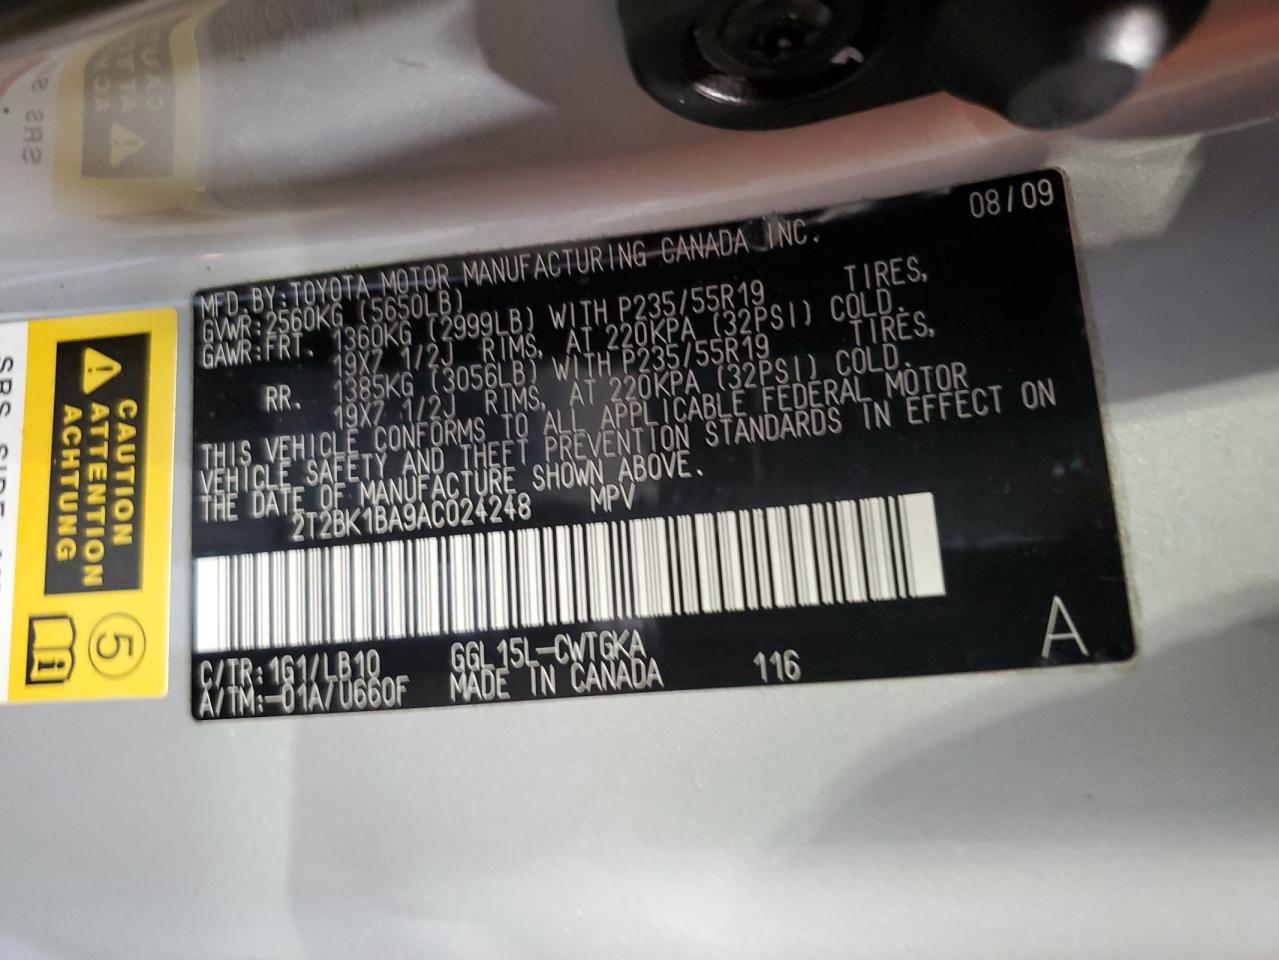 08/09
MFD.BY:TOYOTA MOTOR MANUFACTURING CANADA INC.
GVWR:2560KG (5650LB)
GAWR:FRT. 1360KG (2999LB) WITH P235/55R19 TIRES,
19X7 1/2J RIMS, AT 220KPA (32PSI) COLD.
RR. 1385KG (3056LB) WITH P235/55R19 TIRES,
19X7 1/2J RIMS, AT 220KPA (32PSI) COLD.
THIS VEHICLE CONFORMS TO ALL APPLICABLE FEDERAL MOTOR
VEHICLE SAFETY AND THEFT PREVENTION STANDARDS IN EFFECT ON
THE DATE OF MANUFACTURE SHOWN ABOVE.
2T2BK1BA9AC024248 MPV
C/TR:1G1/LB10 GGL15L-CWTGKA
A/TM:-01A/U660F MADE IN CANADA 116
A
CAUTION
ATTENTION
ACHTUNG
5
SRS SIDE